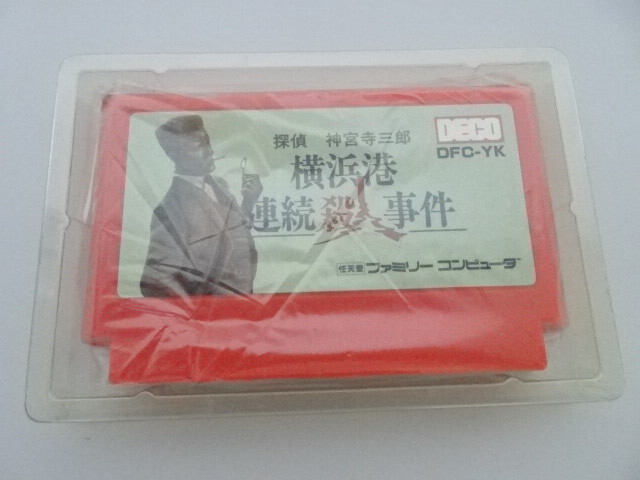 DECO
DFC-YK
探偵 神宮寺三郎
横浜港
連続殺人事件
任天堂 ファミリー コンピュータ